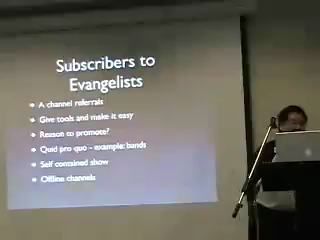 Subscribers to
Evangelists
A channel referrals
Give tools and make it easy
Reason to promote?
Quid pro quo - example: bands
Self contained show
Offline channels